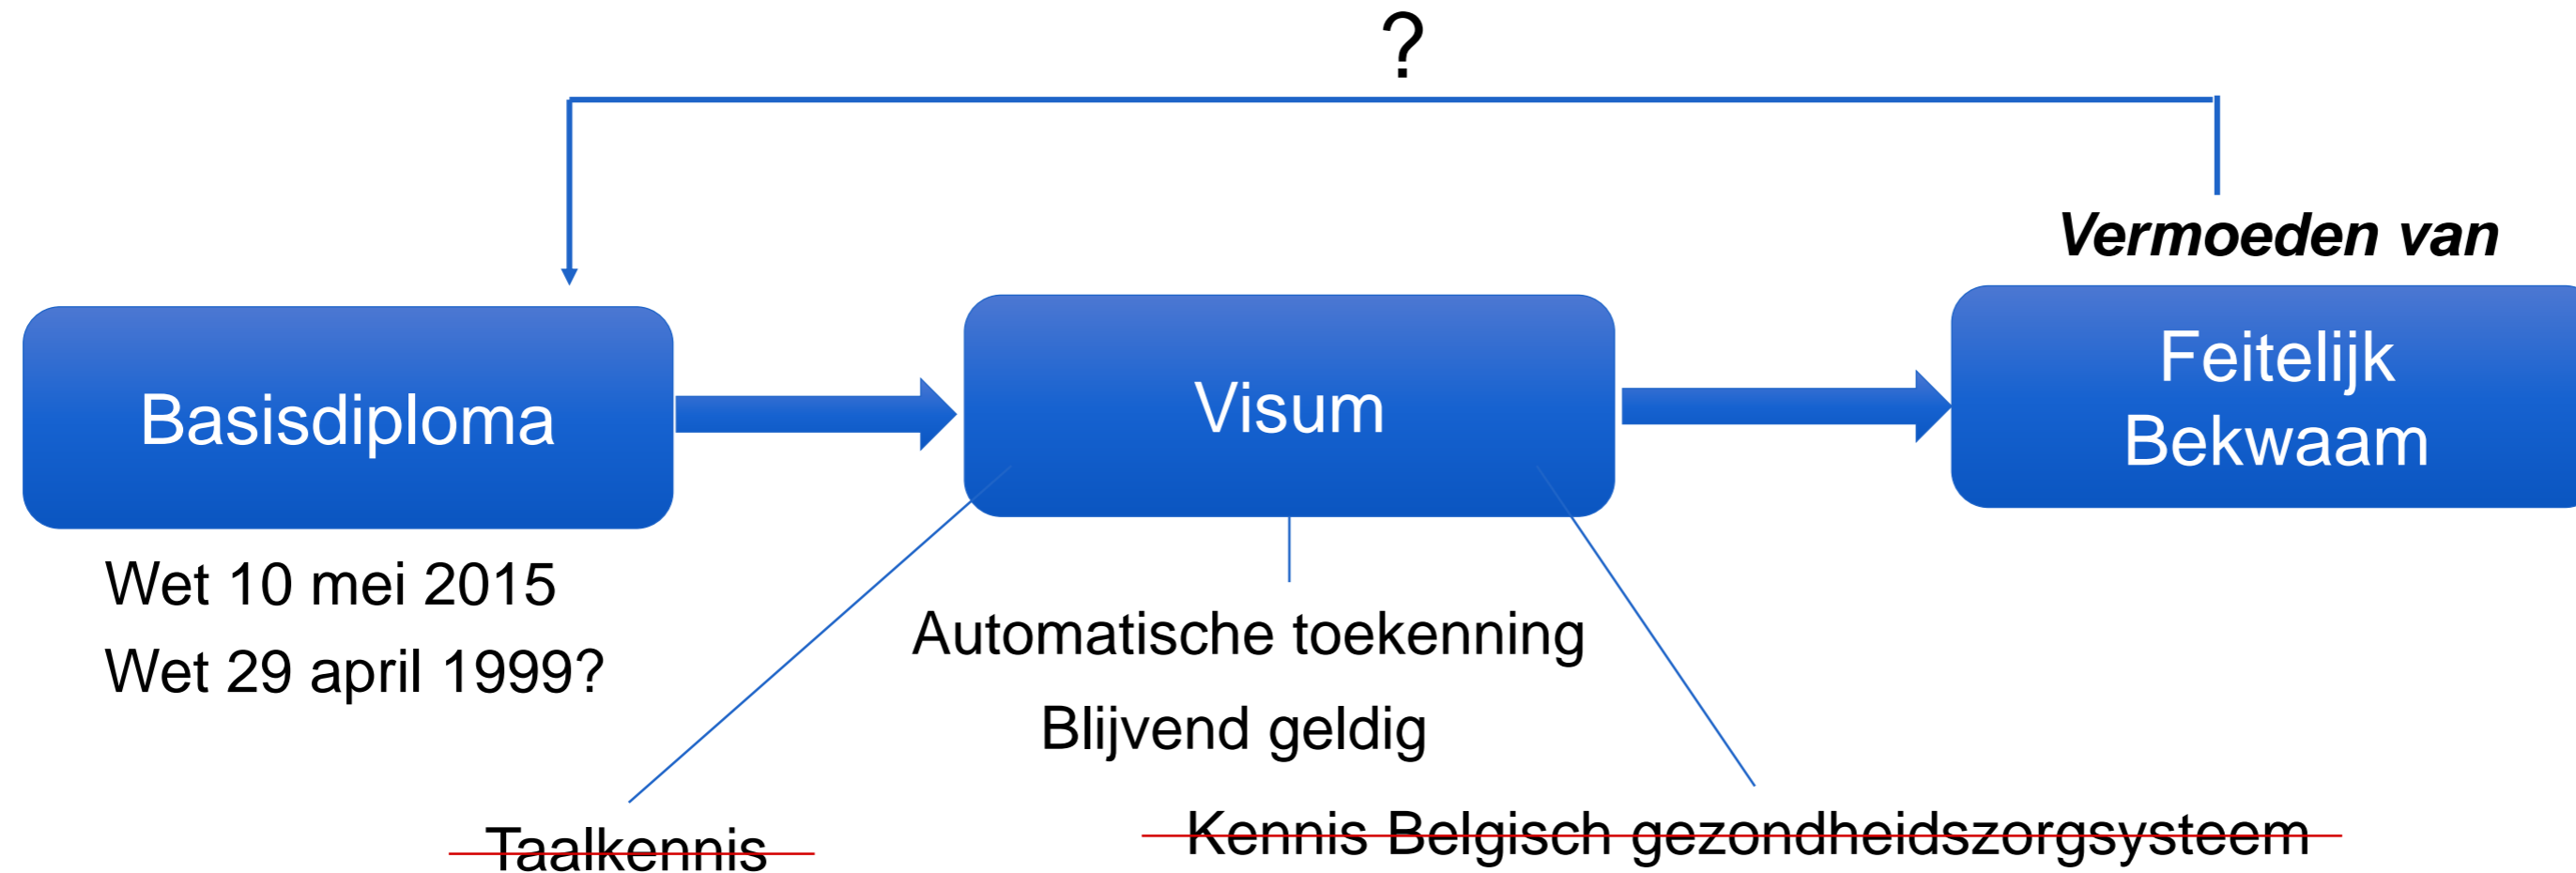 ?
Vermoeden van
Basisdiploma
Visum
Feitelijk
Bekwaam
Wet 10 mei 2015
Wet 29 april 1999?
Automatische toekenning
Blijvend geldig
Taalkennis
Kennis Belgisch gezondheidszorgsysteem